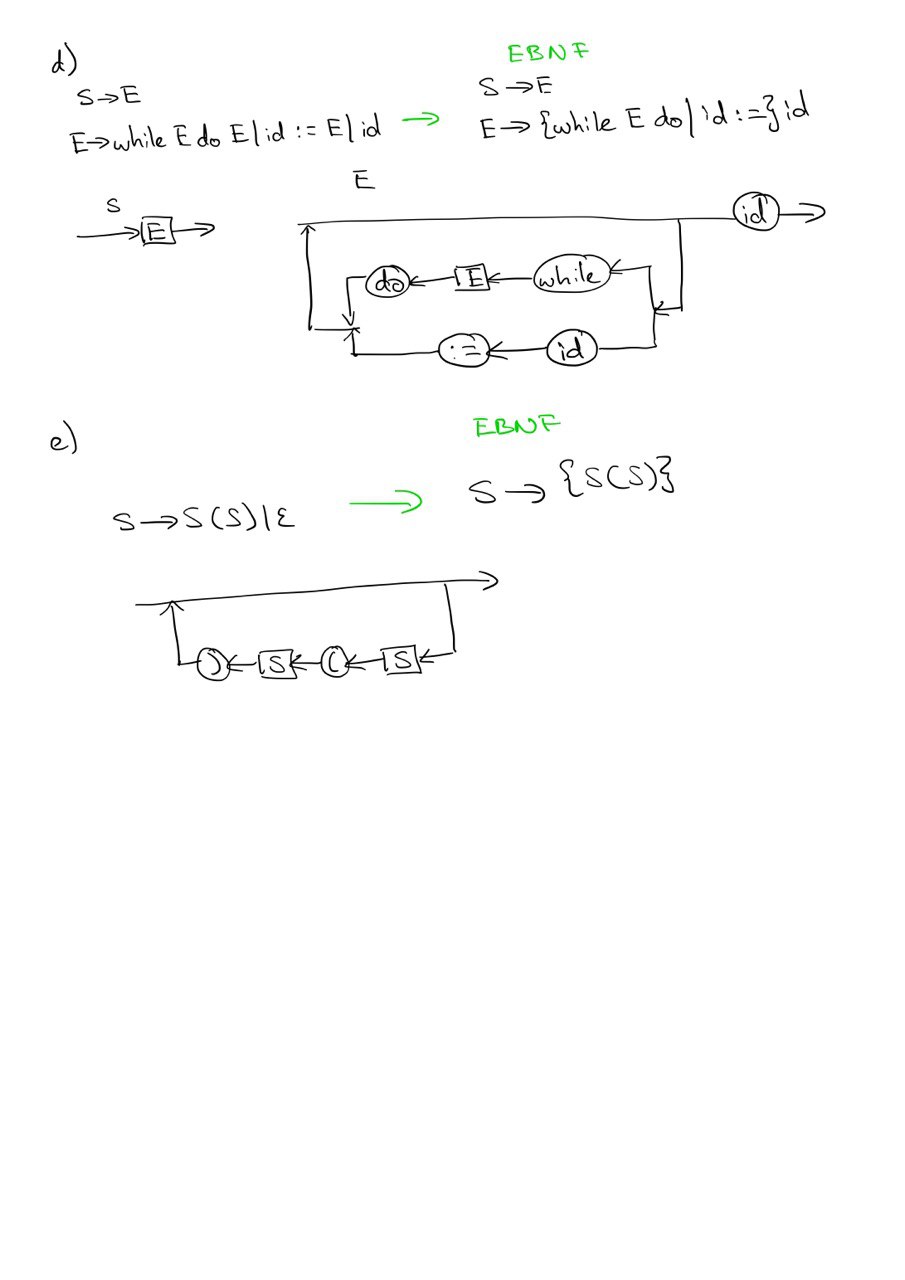 d)
EBNF
S→E
S→E
E→while E do E | id := E | id → E→ {while E do | id :=} id
E
S
E
id
do E while
:= id
e)
EBNF
S → S(S) | ε → S → {S(S)}
) S ( S